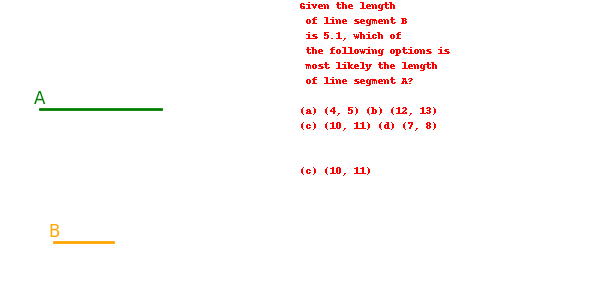 Given the length
of line segment B
is 5.1, which of
the following options is
most likely the length
of line segment A?
(a) (4, 5) (b) (12, 13)
(c) (10, 11) (d) (7, 8)
(c) (10, 11)
A
B